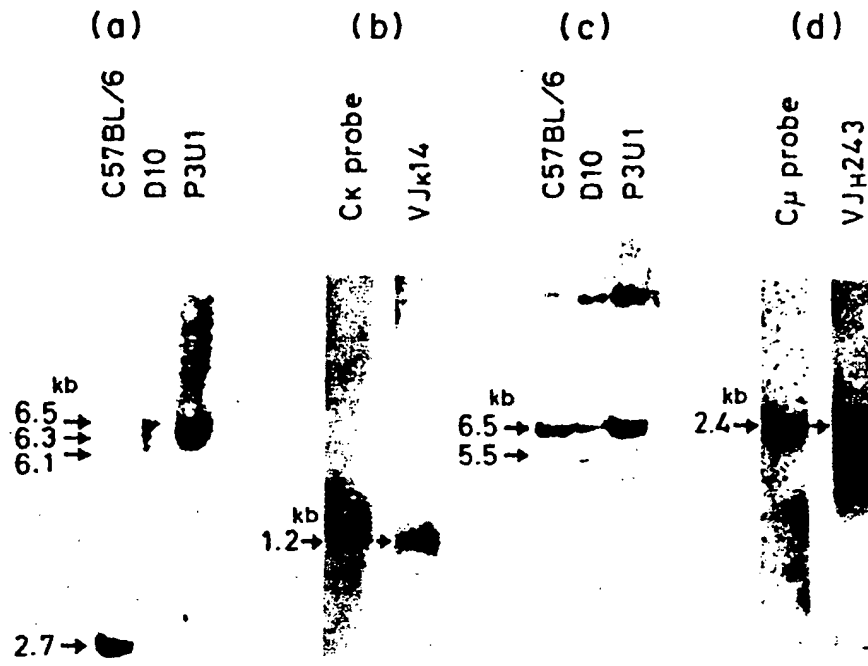 (a) (b) (c) (d)
C57BL/6
D10
P3U1
Cκ probe
VJκ14
C57BL/6
D10
P3U1
Cμ probe
VJH243
kb
6.5→
6.3→
6.1→
2.7→
kb
1.2→ →
kb
6.5→
5.5→
kb
2.4→ →